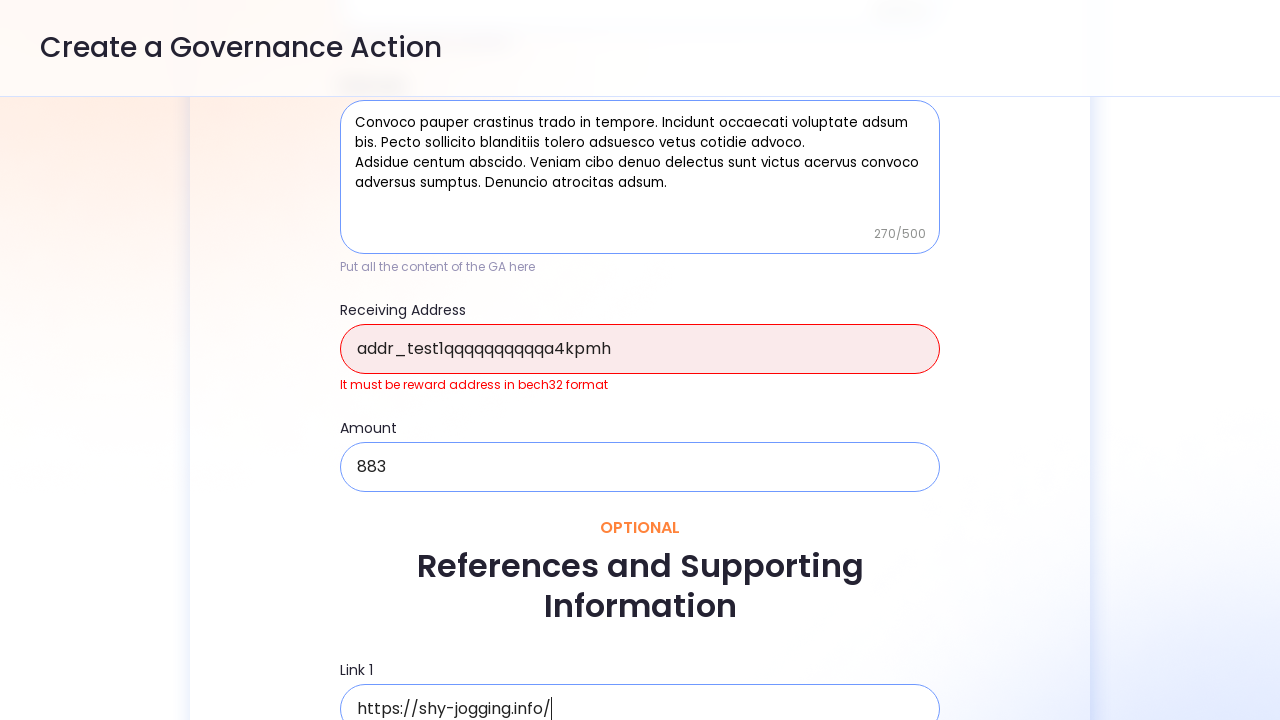 Create a Governance Action
Convoco pauper crastinus trado in tempore. Incidunt occaecati voluptate adsum
bis. Pecto sollicito blanditiis tolero adsuesco vetus cotidie advoco.
Adsidue centum abscido. Veniam cibo denuo delectus sunt victus acervus convoco
adversus sumptus. Denuncio atrocitas adsum.
270/500
Put all the content of the GA here
Receiving Address
addr_test1qqqqqqqqqqa4kpmh
It must be reward address in bech32 format
Amount
883
OPTIONAL
References and Supporting
Information
Link 1
https://shy-jogging.info/